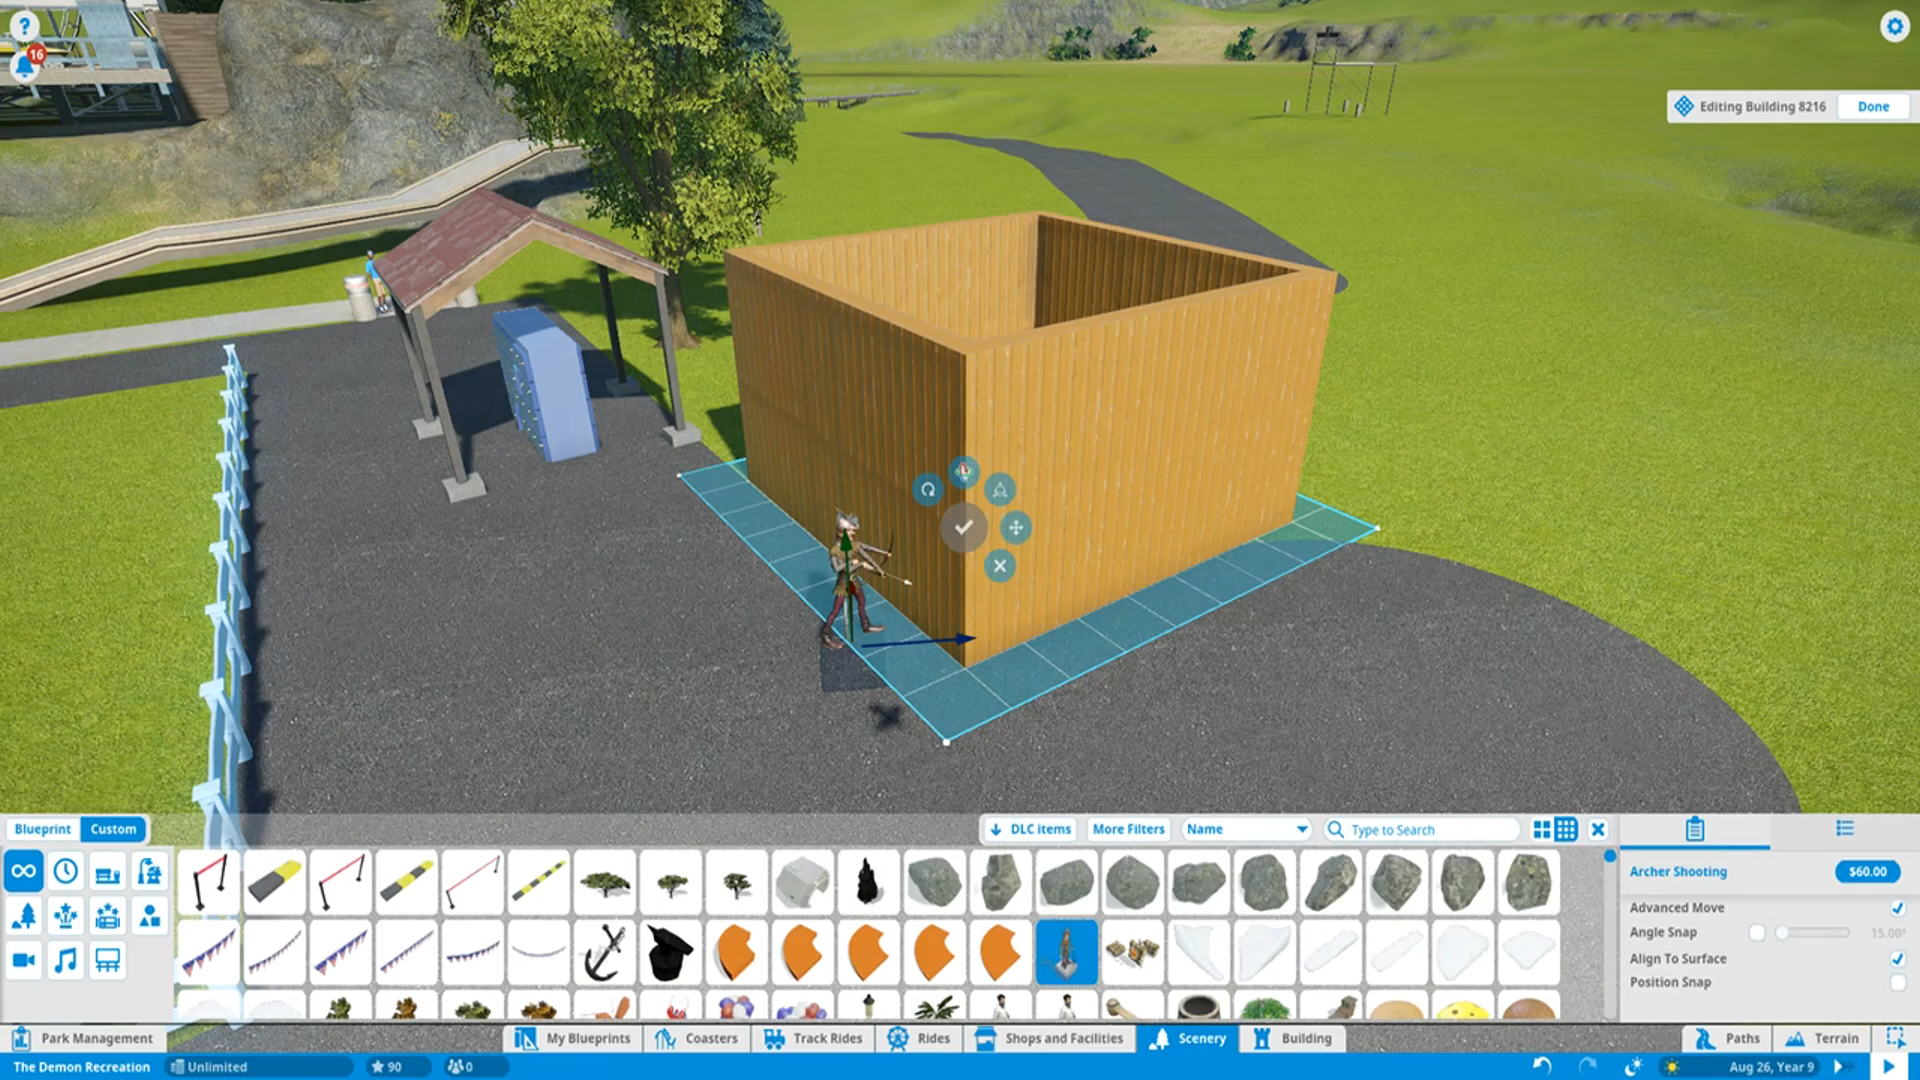 ?
16
Editing Building 8216
Done
Blueprint
Custom
DLC items
More Filters
Name
Type to Search
Archer Shooting
$60.00
Advanced Move
Angle Snap
15.00°
Align To Surface
Position Snap
Park Management
My Blueprints
Coasters
Track Rides
Rides
Shops and Facilities
Scenery
Building
Paths
Terrain
The Demon Recreation
Unlimited
90
0
Aug 26, Year 9